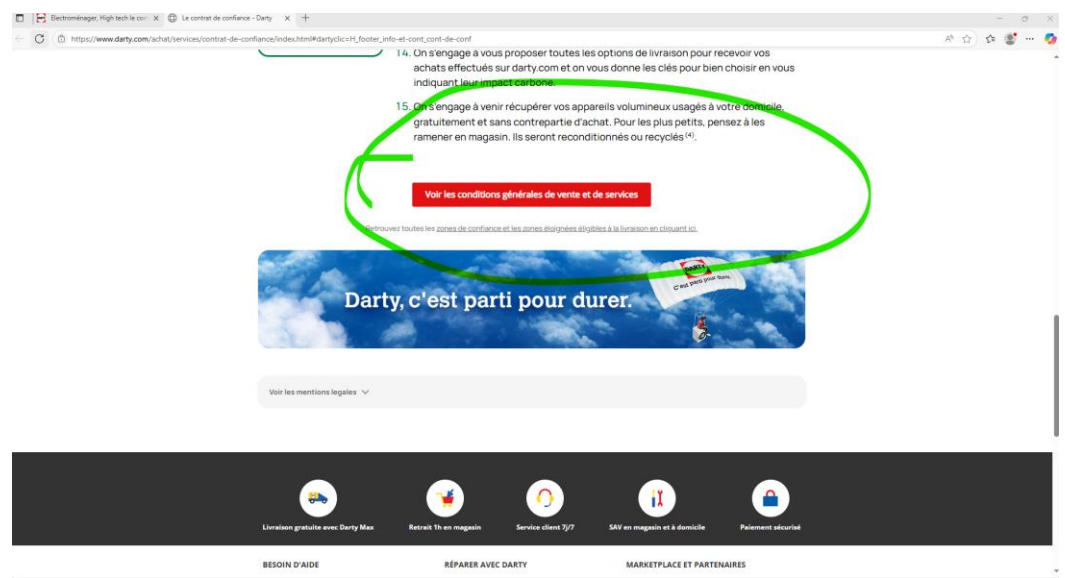 Electroménager, High tech le co
Le contrat de confiance - Darty
https://www.darty.com/achat/services/contrat-de-confiance/index.html#dartyclic=H_footer_info-et-cont_cont-de-conf
14. On s'engage à vous proposer toutes les options de livraison pour recevoir vos
achats effectués sur darty.com et on vous donne les clés pour bien choisir en vous
indiquant leur impact carbone.
15. On s'engage à venir récupérer vos appareils volumineux usagés à votre domicile,
gratuitement et sans contrepartie d'achat. Pour les plus petits, pensez à les
ramener en magasin. Ils seront reconditionnés ou recyclés (4).
Voir les conditions générales de vente et de services
Retrouvez toutes les zones de confiance et les zones éloignées éligibles à la livraison en cliquant ici.
DARTY
C'est parti pour durer.
Darty, c'est parti pour durer.
Voir les mentions legales
Livraison gratuite avec Darty Max
Retrait 1h en magasin
Service client 7j/7
SAV en magasin et à domicile
Paiement sécurisé
BESOIN D'AIDE
RÉPARER AVEC DARTY
MARKETPLACE ET PARTENAIRES